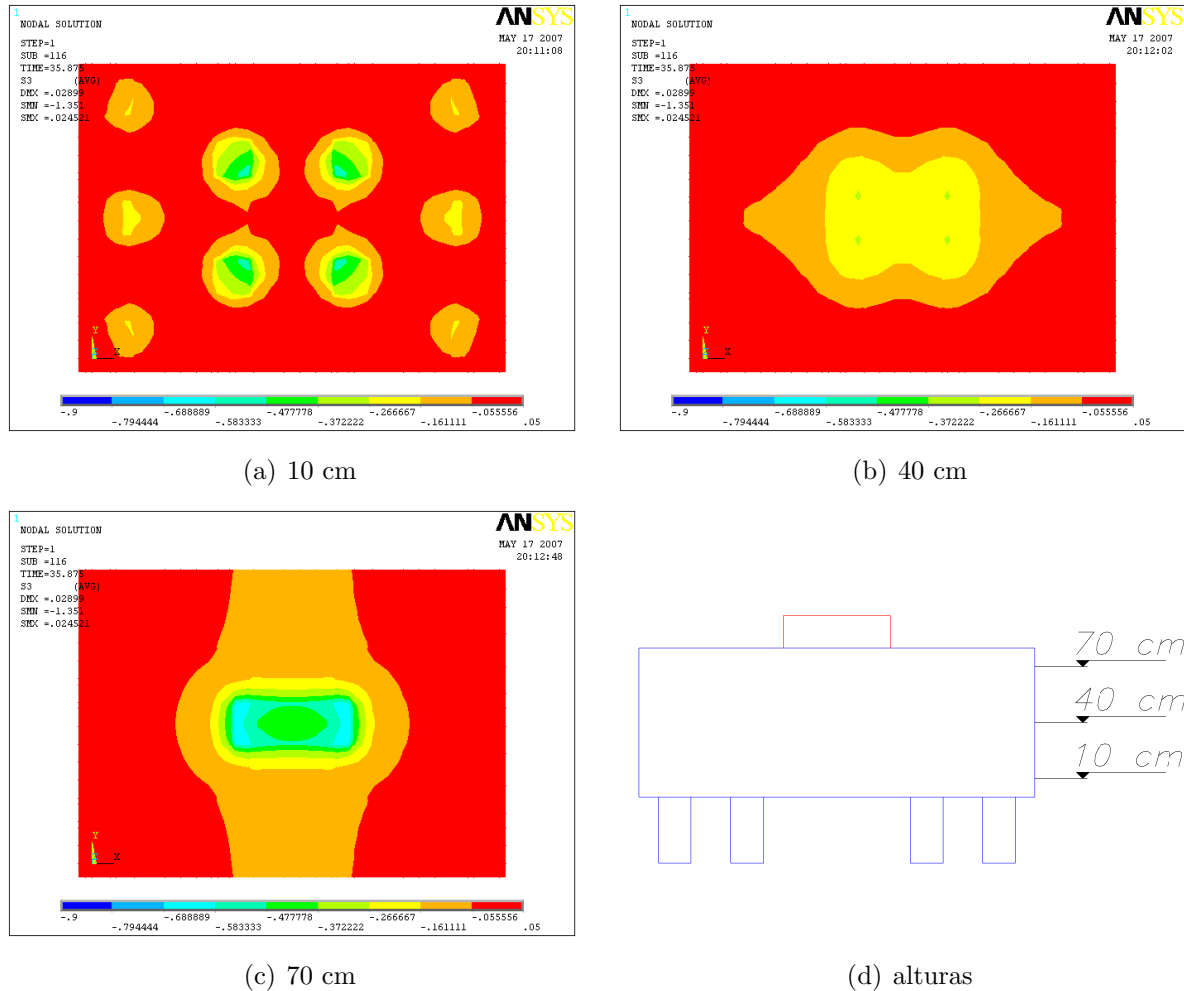 1
NODAL SOLUTION
STEP=1
SUB =116
TIME=35.875
S3 (AVG)
DMX =.02899
SMN =-1.351
SMX =.024521
ANSYS
MAY 17 2007
20:11:08
Y
Z X
-.9 -.688889 -.477778 -.266667 -.055556
-.794444 -.583333 -.372222 -.161111 .05
(a) 10 cm
1
NODAL SOLUTION
STEP=1
SUB =116
TIME=35.875
S3 (AVG)
DMX =.02899
SMN =-1.351
SMX =.024521
ANSYS
MAY 17 2007
20:12:02
Y
Z X
-.9 -.688889 -.477778 -.266667 -.055556
-.794444 -.583333 -.372222 -.161111 .05
(b) 40 cm
1
NODAL SOLUTION
STEP=1
SUB =116
TIME=35.875
S3 (AVG)
DMX =.02899
SMN =-1.351
SMX =.024521
ANSYS
MAY 17 2007
20:12:48
Y
Z X
-.9 -.688889 -.477778 -.266667 -.055556
-.794444 -.583333 -.372222 -.161111 .05
(c) 70 cm
70 cm
40 cm
10 cm
(d) alturas